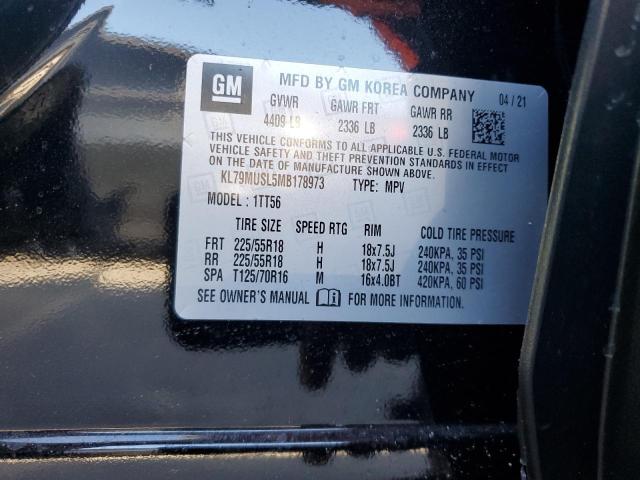 GM
MFD BY GM KOREA COMPANY 04 / 21
GVWR GAWR FRT GAWR RR
4409 LB 2336 LB 2336 LB
THIS VEHICLE CONFORMS TO ALL APPLICABLE U.S. FEDERAL MOTOR
VEHICLE SAFETY AND THEFT PREVENTION STANDARDS IN EFFECT
ON THE DATE OF MANUFACTURE SHOWN ABOVE.
KL79MUSL5MB178973 TYPE: MPV
MODEL : 1TT56
TIRE SIZE SPEED RTG RIM COLD TIRE PRESSURE
FRT 225/55R18 H 18x7.5J 240KPA, 35 PSI
RR 225/55R18 H 18x7.5J 240KPA, 35 PSI
SPA T125/70R16 M 16x4.0BT 420KPA, 60 PSI
SEE OWNER'S MANUAL FOR MORE INFORMATION.